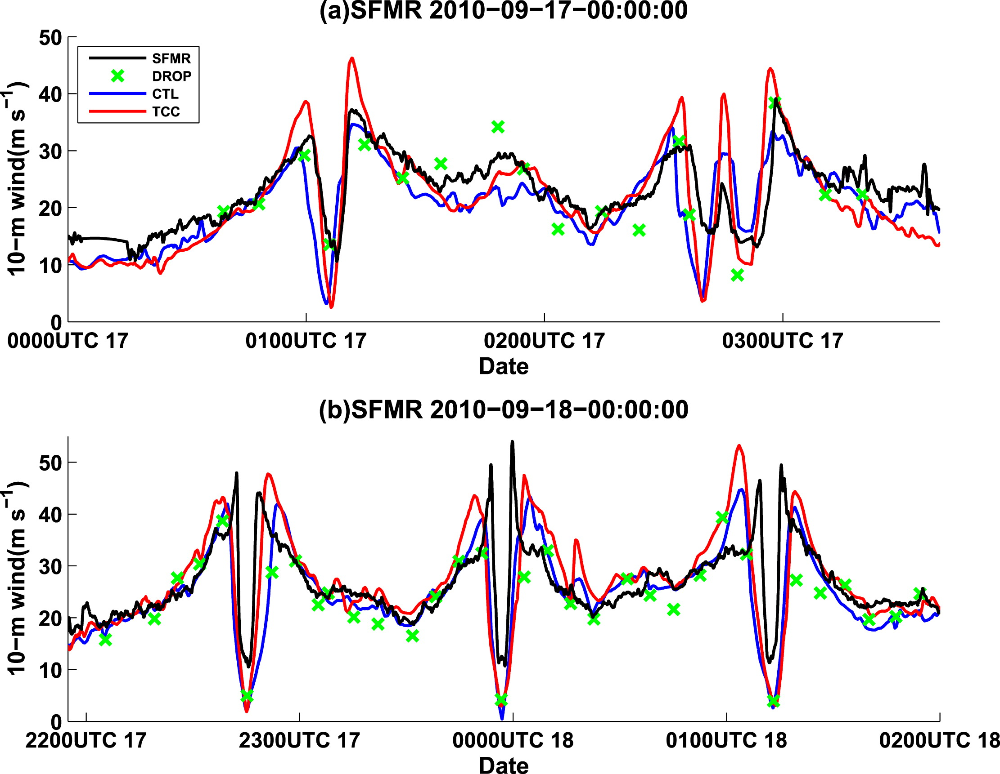 (a)SFMR 2010−09−17−00:00:00
50
40
30
20
10
0
10−m wind(m s−1)
SFMR
DROP
CTL
TCC
0000UTC 17
0100UTC 17
0200UTC 17
0300UTC 17
Date
(b)SFMR 2010−09−18−00:00:00
50
40
30
20
10
0
10−m wind(m s−1)
2200UTC 17
2300UTC 17
0000UTC 18
0100UTC 18
0200UTC 18
Date